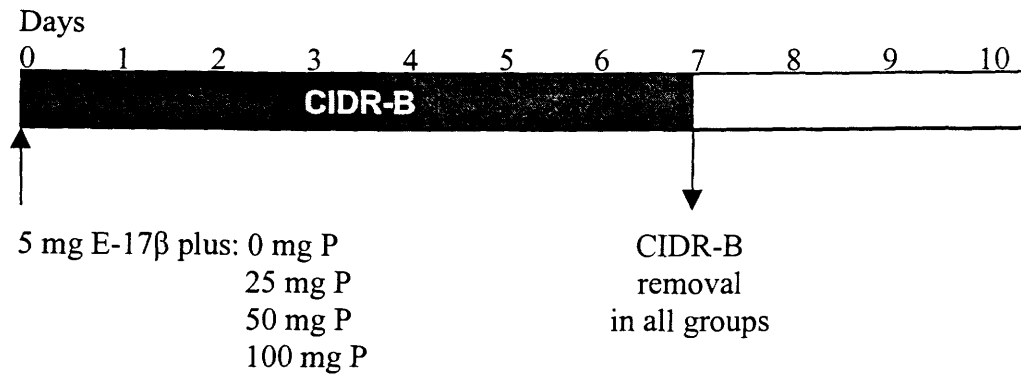 Days
0 1 2 3 4 5 6 7 8 9 10
CIDR-B
5 mg E-17β plus: 0 mg P
25 mg P
50 mg P
100 mg P
CIDR-B
removal
in all groups